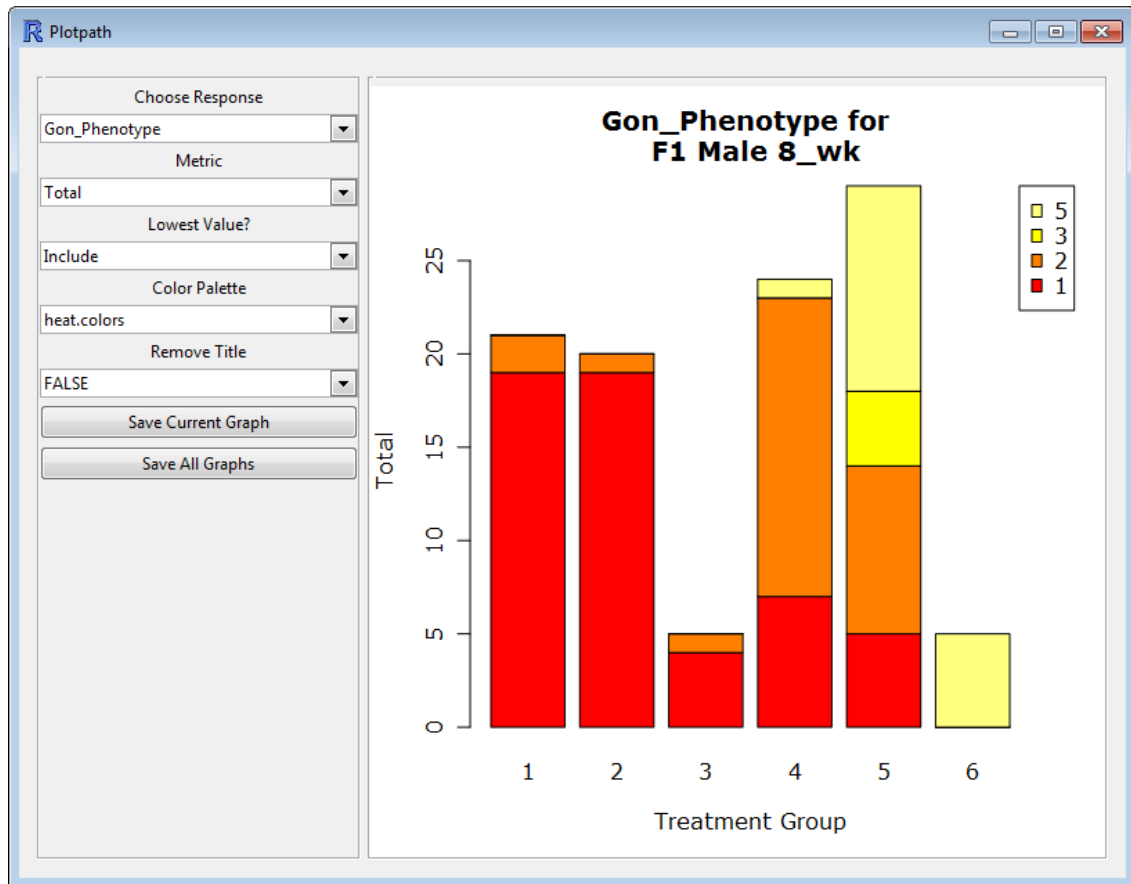 Plotpath
Choose Response
Gon_Phenotype
Metric
Total
Lowest Value?
Include
Color Palette
heat.colors
Remove Title
FALSE
Save Current Graph
Save All Graphs
Gon_Phenotype for
F1 Male 8_wk
5
3
2
1
Total
25
20
15
10
5
0
1 2 3 4 5 6
Treatment Group